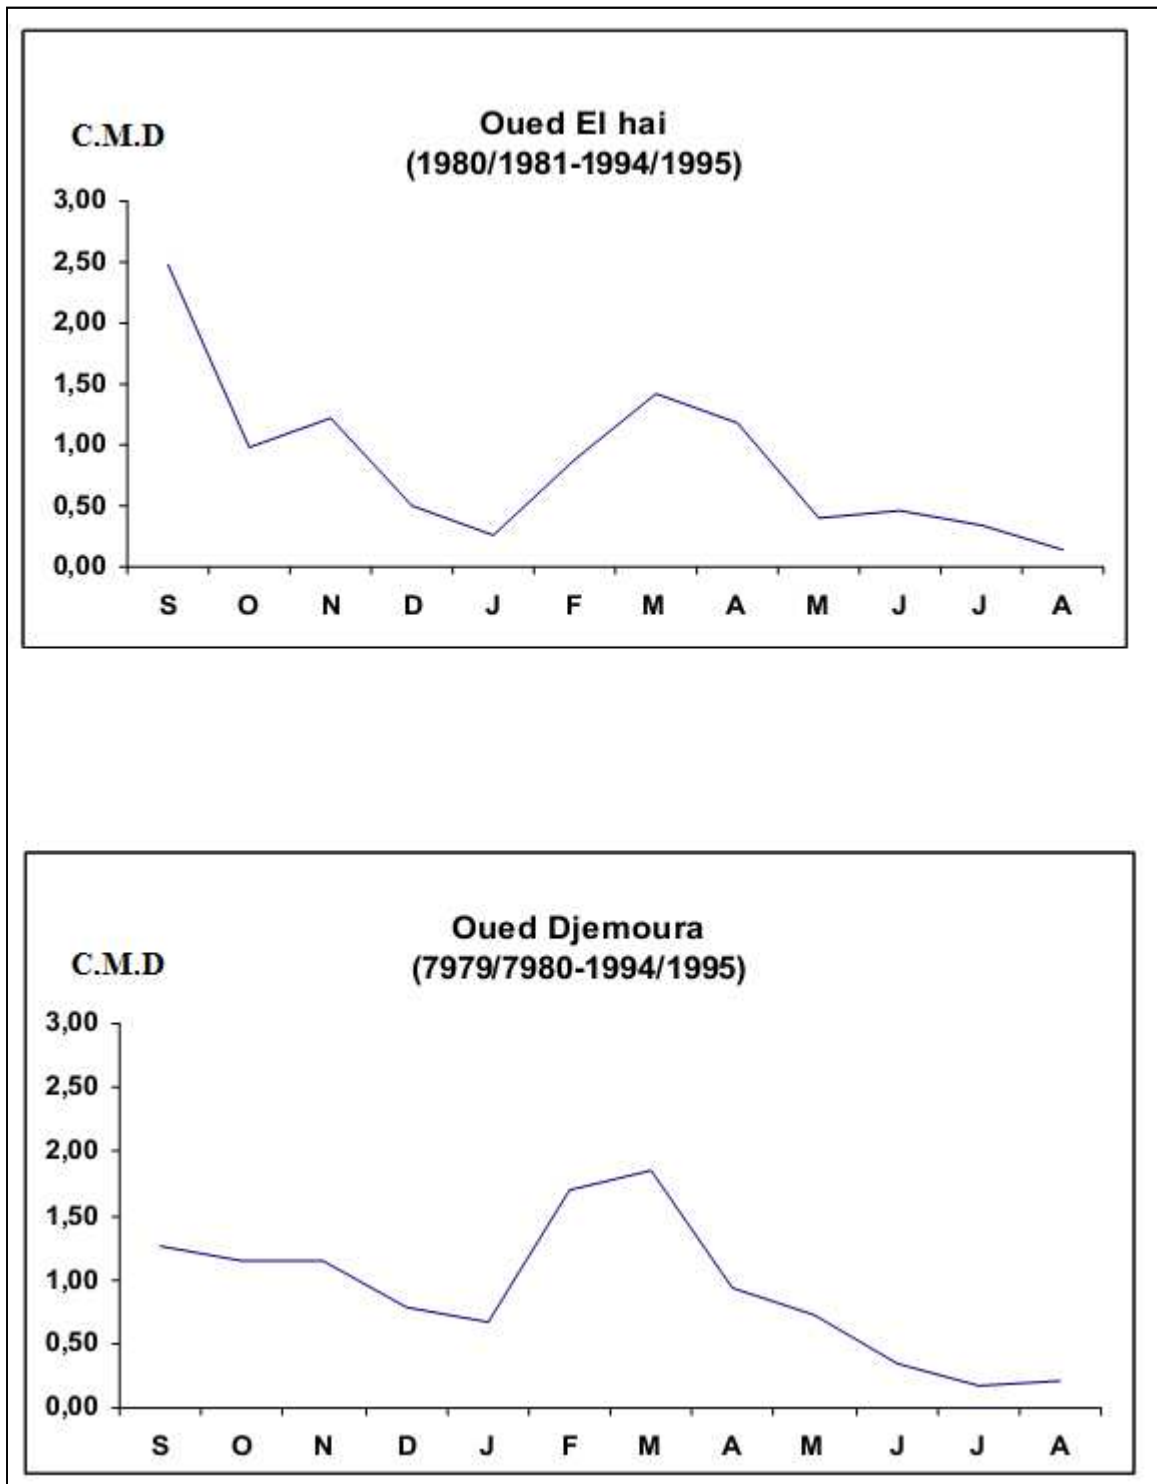 C.M.D
Oued El hai
(1980/1981-1994/1995)
3,00
2,50
2,00
1,50
1,00
0,50
0,00
S O N D J F M A M J J A
C.M.D
Oued Djemoura
(7979/7980-1994/1995)
3,00
2,50
2,00
1,50
1,00
0,50
0,00
S O N D J F M A M J J A